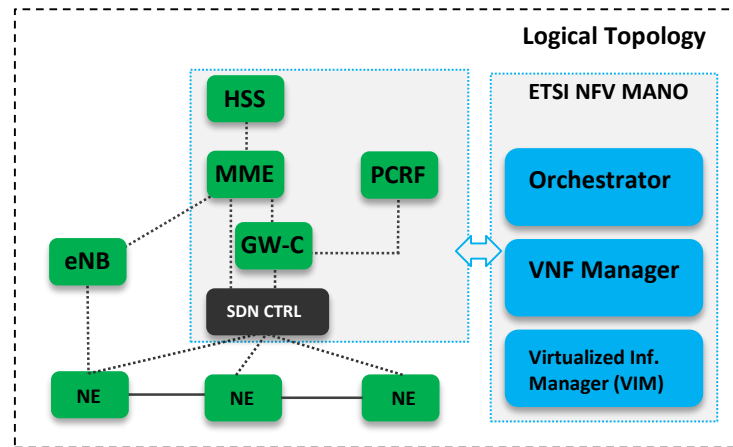 Logical Topology
ETSI NFV MANO
HSS
MME
PCRF
Orchestrator
GW-C
eNB
VNF Manager
SDN CTRL
Virtualized Inf.
Manager (VIM)
NE
NE
NE